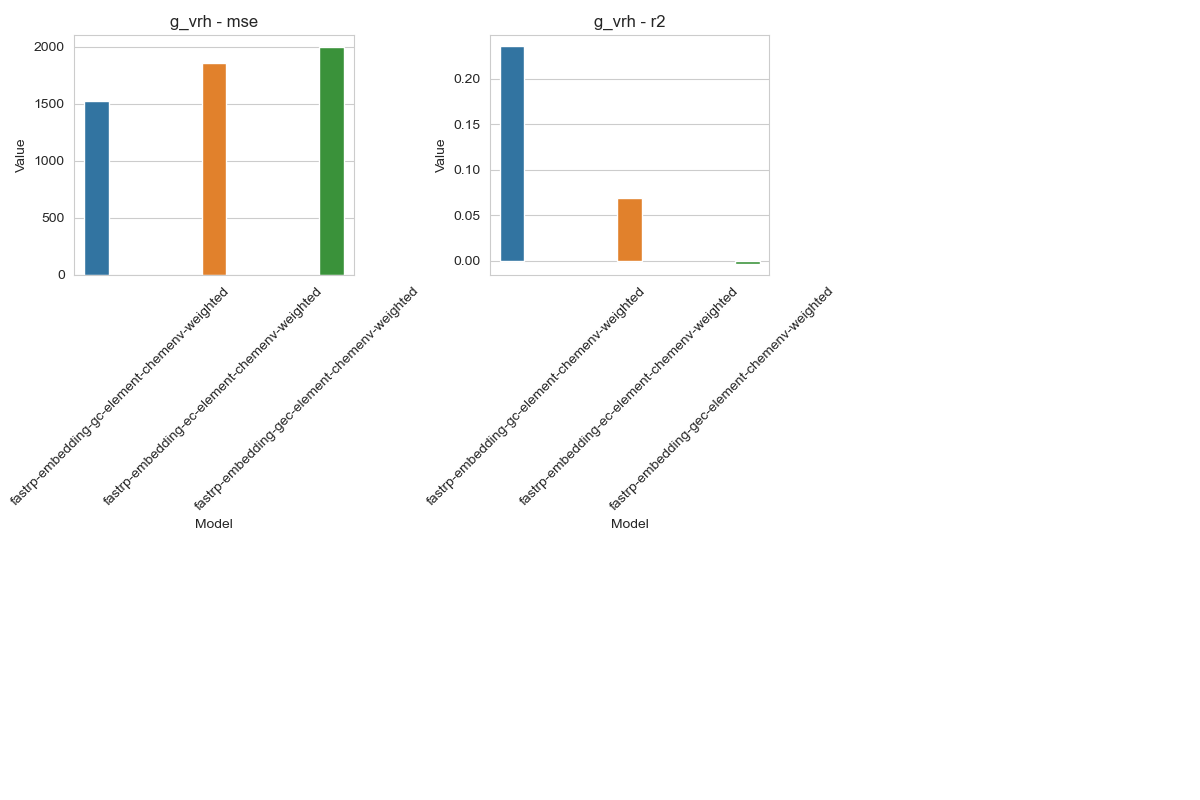 g_vrh - mse
2000
1500
1000
500
0
Value
fastrp-embedding-gc-element-chemenv-weighted
fastrp-embedding-ec-element-chemenv-weighted
fastrp-embedding-gec-element-chemenv-weighted
Model
g_vrh - r2
0.20
0.15
0.10
0.05
0.00
Value
fastrp-embedding-gc-element-chemenv-weighted
fastrp-embedding-ec-element-chemenv-weighted
fastrp-embedding-gec-element-chemenv-weighted
Model